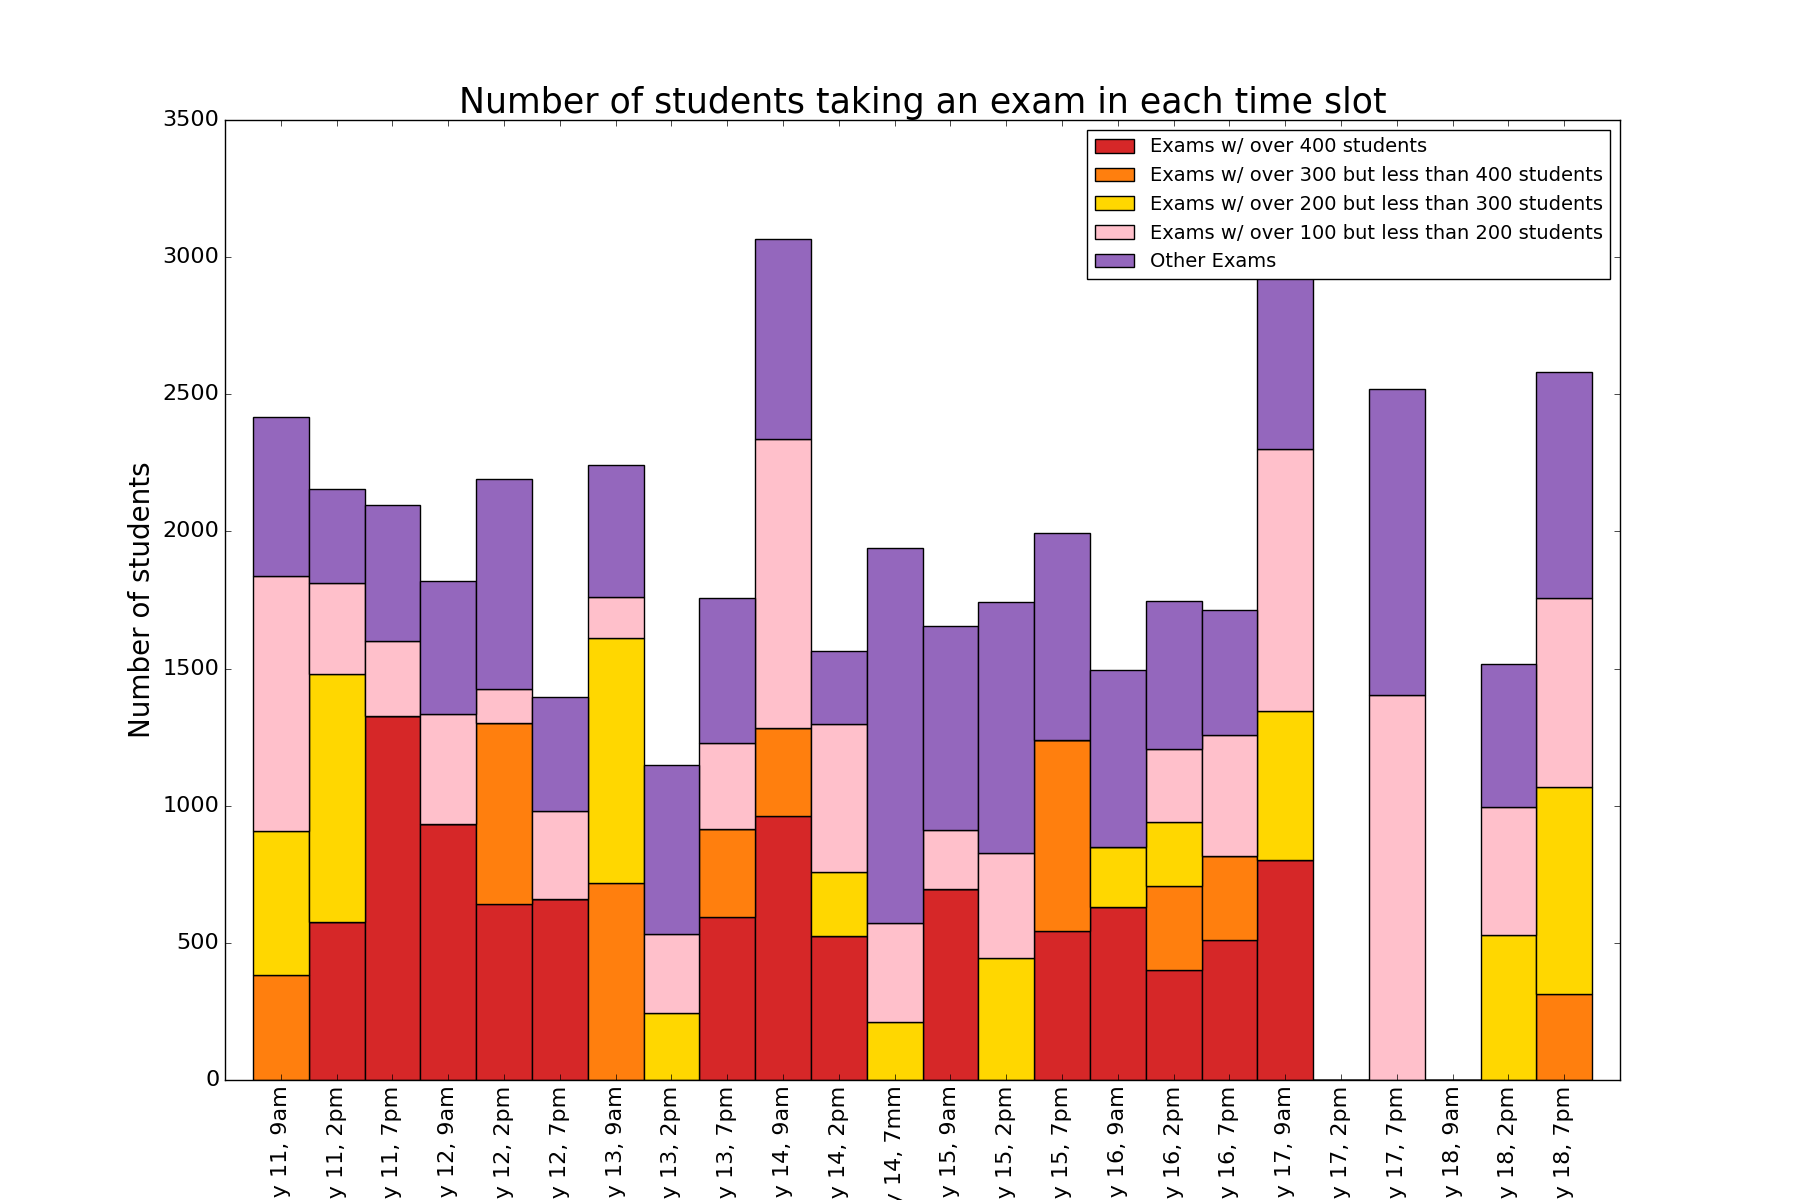 Number of students taking an exam in each time slot
Number of students
3500
3000
2500
2000
1500
1000
500
0
Exams w/ over 400 students
Exams w/ over 300 but less than 400 students
Exams w/ over 200 but less than 300 students
Exams w/ over 100 but less than 200 students
Other Exams
y 11, 9am
y 11, 2pm
y 11, 7pm
y 12, 9am
y 12, 2pm
y 12, 7pm
y 13, 9am
y 13, 2pm
y 13, 7pm
y 14, 9am
y 14, 2pm
y 14, 7mm
y 15, 9am
y 15, 2pm
y 15, 7pm
y 16, 9am
y 16, 2pm
y 16, 7pm
y 17, 9am
y 17, 2pm
y 17, 7pm
y 18, 9am
y 18, 2pm
y 18, 7pm